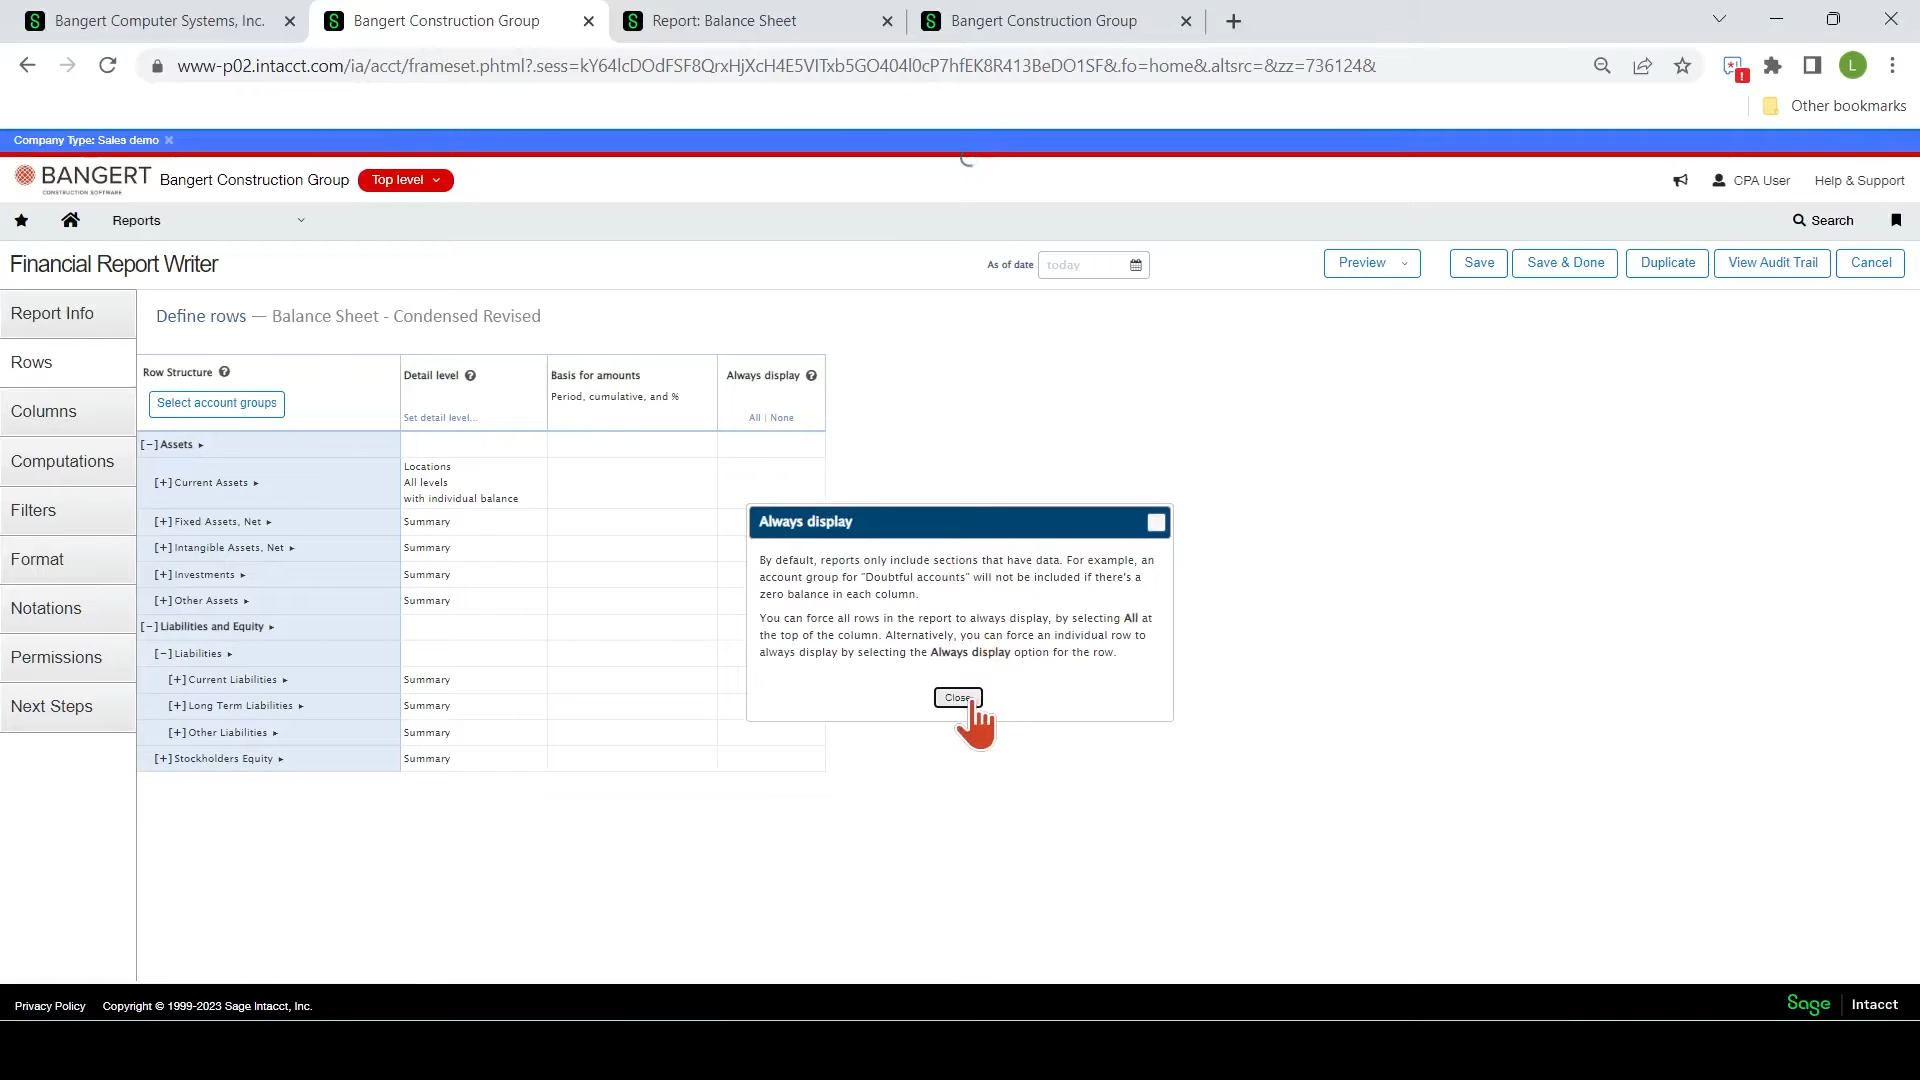 Bangert Computer Systems, Inc.
Bangert Construction Group
Report: Balance Sheet
Bangert Construction Group
www-p02.intacct.com/ia/acct/frameset.phtml?.sess=kY64lcDOdFSF8QrxHjXcH4E5VITxb5GO404l0cP7hfEK8R413BeDO1SF&.fo=home&.altsrc=&zz=736124&
L
Other bookmarks
Company Type: Sales demo
BANGERT
CONSTRUCTION SOFTWARE
Bangert Construction Group
Top level
CPA User
Help & Support
Reports
Search
Financial Report Writer
As of date
today
Preview
Save
Save & Done
Duplicate
View Audit Trail
Cancel
Report Info
Rows
Columns
Computations
Filters
Format
Notations
Permissions
Next Steps
Define rows — Balance Sheet - Condensed Revised
Row Structure
Select account groups
Detail level
Set detail level...
Basis for amounts
Period, cumulative, and %
Always display
All | None
[−] Assets
[+] Current Assets
Locations
All levels
with individual balance
[+] Fixed Assets, Net
Summary
[+] Intangible Assets, Net
Summary
[+] Investments
Summary
[+] Other Assets
Summary
[−] Liabilities and Equity
[−] Liabilities
[+] Current Liabilities
Summary
[+] Long Term Liabilities
Summary
[+] Other Liabilities
Summary
[+] Stockholders Equity
Summary
Always display
By default, reports only include sections that have data. For example, an
account group for "Doubtful accounts" will not be included if there's a
zero balance in each column.
You can force all rows in the report to always display, by selecting All at
the top of the column. Alternatively, you can force an individual row to
always display by selecting the Always display option for the row.
Close
Privacy Policy
Copyright © 1999-2023 Sage Intacct, Inc.
Sage
Intacct